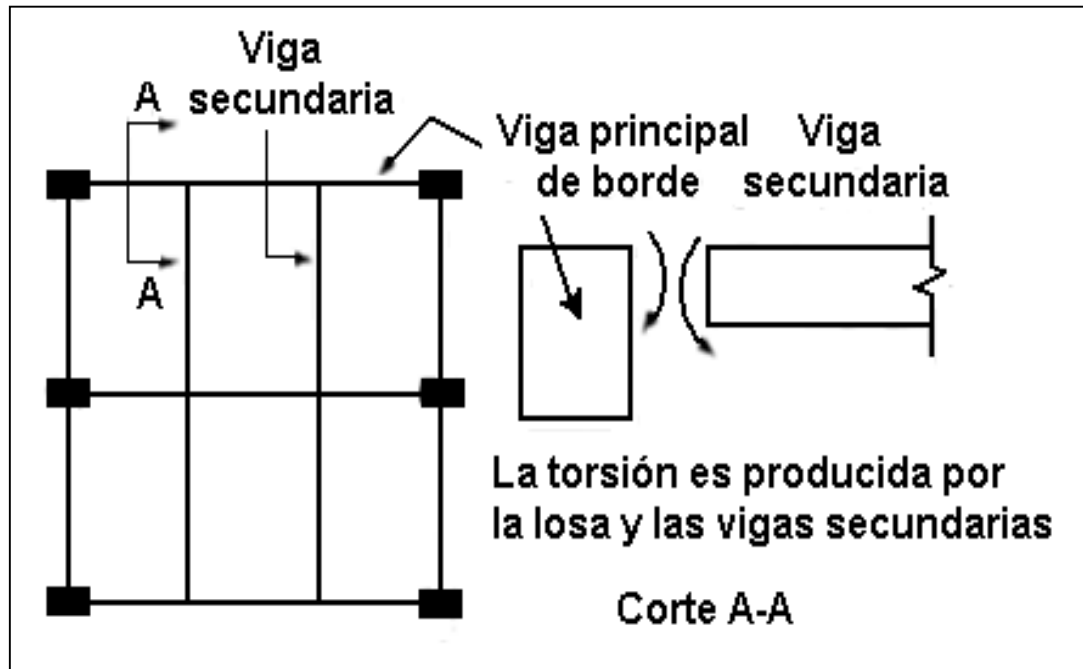 Viga
secundaria
A
A
Viga principal
de borde
Viga
secundaria
La torsión es producida por
la losa y las vigas secundarias
Corte A-A